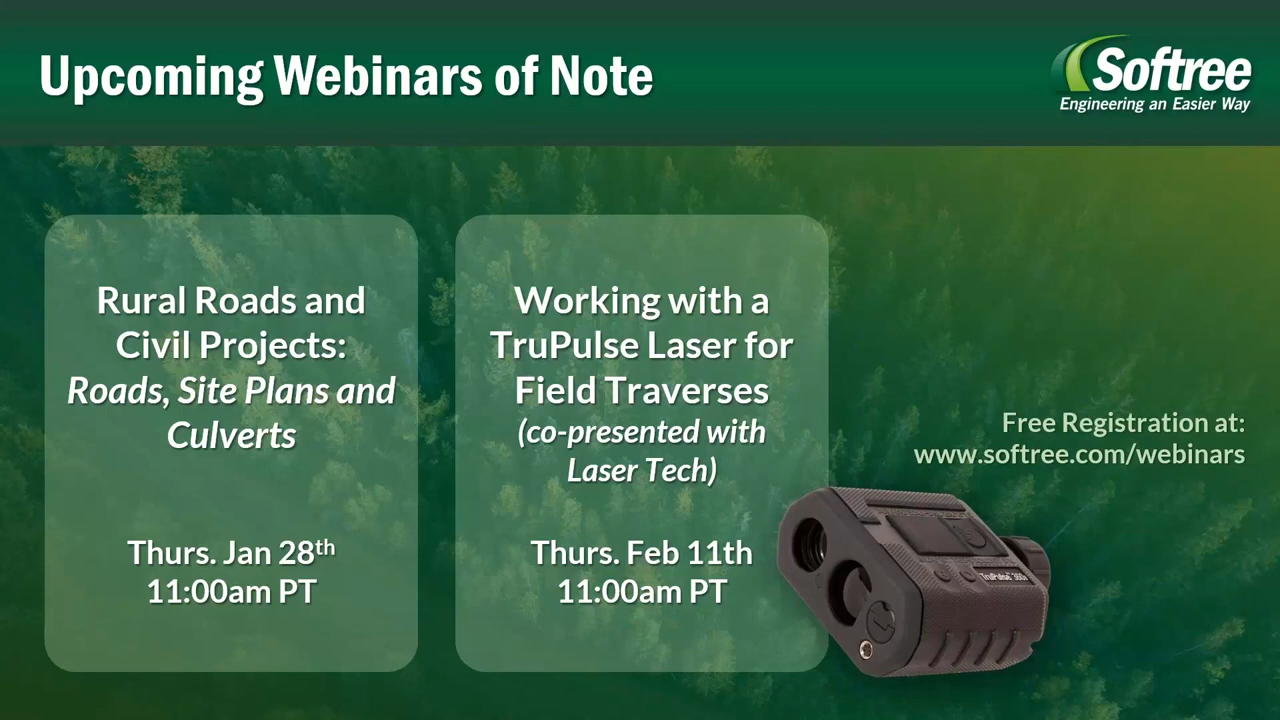 Upcoming Webinars of Note
Softree
Engineering an Easier Way
Rural Roads and
Civil Projects:
Roads, Site Plans and
Culverts
Thurs. Jan 28th
11:00am PT
Working with a
TruPulse Laser for
Field Traverses
(co-presented with
Laser Tech)
Thurs. Feb 11th
11:00am PT
Free Registration at:
www.softree.com/webinars
TruPulse